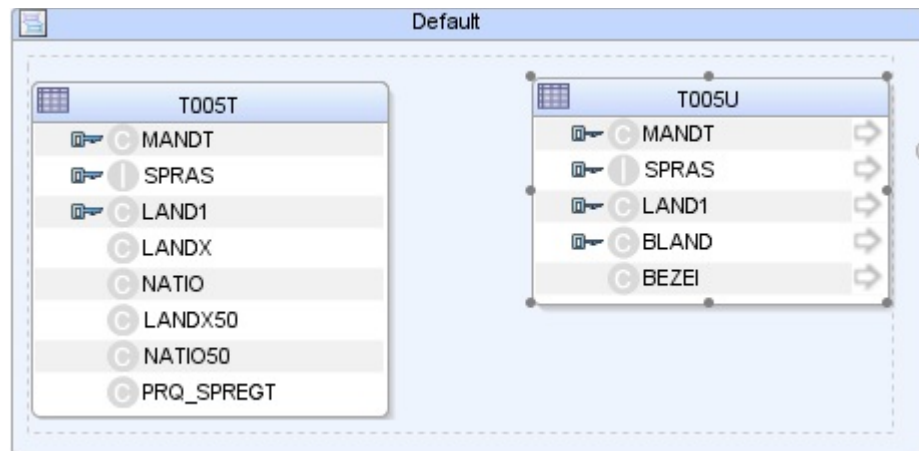 Default
T005T
MANDT
SPRAS
LAND1
LANDX
NATIO
LANDX50
NATIO50
PRQ_SPREGT
T005U
MANDT
SPRAS
LAND1
BLAND
BEZEI